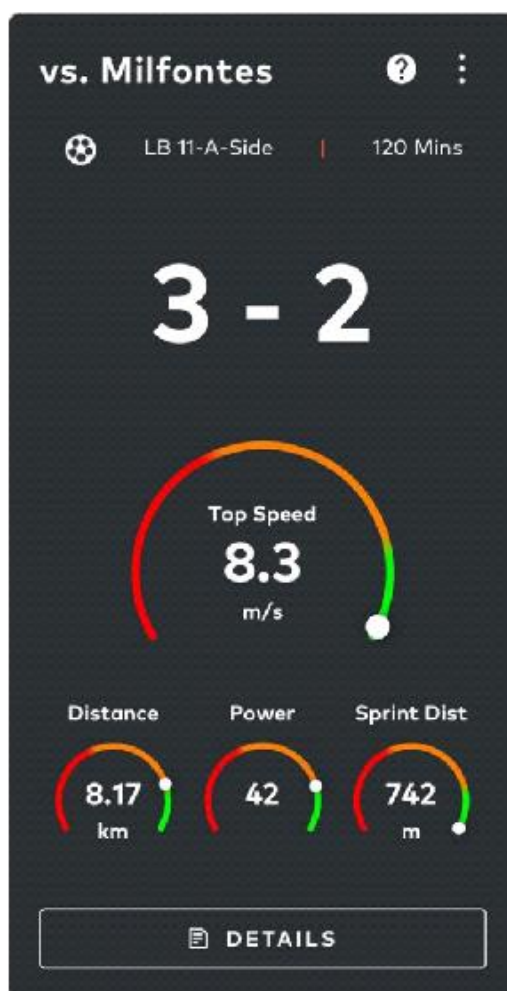 vs. Milfontes
LB 11-A-Side | 120 Mins
3 - 2
Top Speed
8.3
m/s
Distance Power Sprint Dist
8.17 42 742
km m
DETAILS